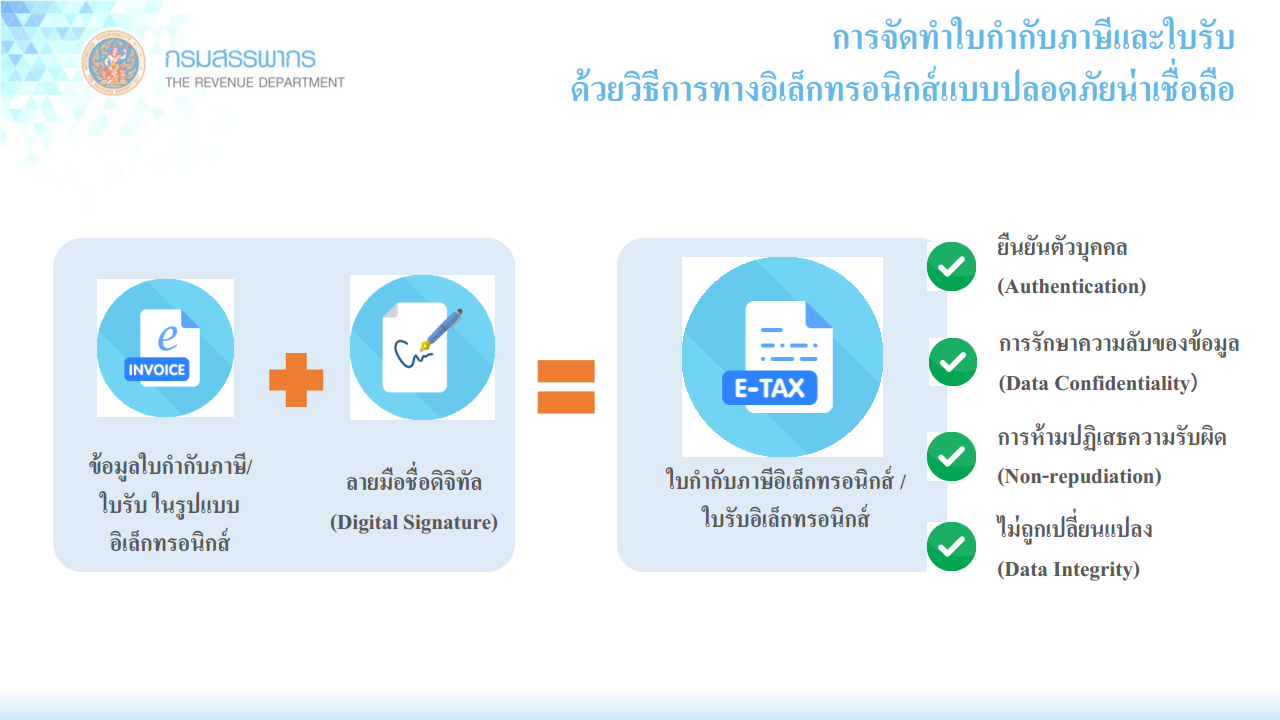 กรมสรรพากร
THE REVENUE DEPARTMENT
การจัดทำใบกำกับภาษีและใบรับ
ด้วยวิธีการทางอิเล็กทรอนิกส์แบบปลอดภัยน่าเชื่อถือ
e
INVOICE
ข้อมูลใบกำกับภาษี/
ใบรับ ในรูปแบบ
อิเล็กทรอนิกส์
ลายมือชื่อดิจิทัล
(Digital Signature)
E-TAX
ใบกำกับภาษีอิเล็กทรอนิกส์ /
ใบรับอิเล็กทรอนิกส์
ยืนยันตัวบุคคล
(Authentication)
การรักษาความลับของข้อมูล
(Data Confidentiality)
การห้ามปฏิเสธความรับผิด
(Non-repudiation)
ไม่ถูกเปลี่ยนแปลง
(Data Integrity)